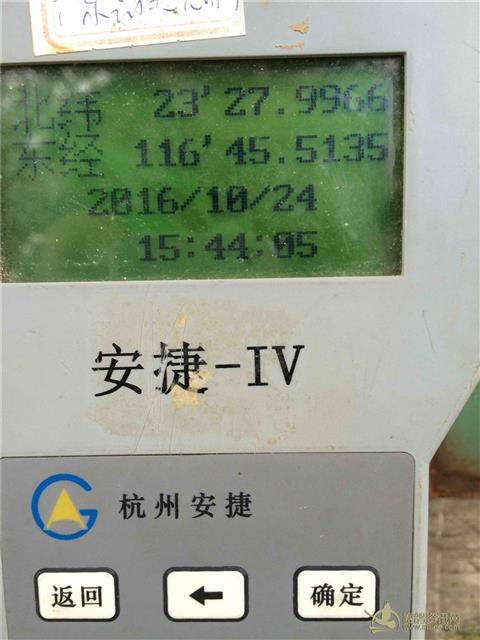 北纬 23'27.9966
东经 116'45.5135
2016/10/24
15:44:05
安捷-IV
杭州安捷
返回 ← 确定